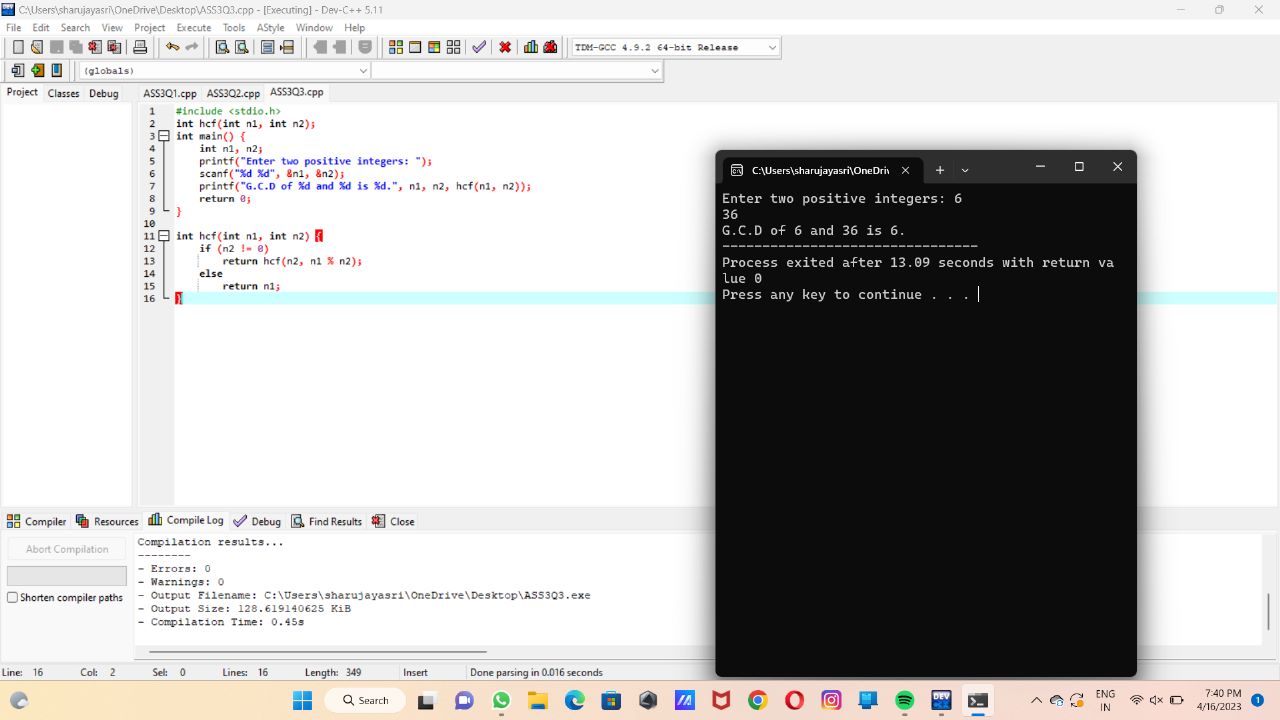 C:\Users\sharujayasri\OneDrive\Desktop\ASS3Q3.cpp - [Executing] - Dev-C++ 5.11
File Edit Search View Project Execute Tools AStyle Window Help
TDM-GCC 4.9.2 64-bit Release
(globals)
Project Classes Debug ASS3Q1.cpp ASS3Q2.cpp ASS3Q3.cpp
1 #include <stdio.h>
2 int hcf(int n1, int n2);
3 int main() {
4 int n1, n2;
5 printf("Enter two positive integers: ");
6 scanf("%d %d", &n1, &n2);
7 printf("G.C.D of %d and %d is %d.", n1, n2, hcf(n1, n2));
8 return 0;
9 }
10
11 int hcf(int n1, int n2) {
12 if (n2 != 0)
13 return hcf(n2, n1 % n2);
14 else
15 return n1;
16 }
C:\Users\sharujayasri\OneDriv
Enter two positive integers: 6
36
G.C.D of 6 and 36 is 6.
--------------------------------
Process exited after 13.09 seconds with return va
lue 0
Press any key to continue . . .
Compiler Resources Compile Log Debug Find Results Close
Abort Compilation
Shorten compiler paths
Compilation results...
--------
- Errors: 0
- Warnings: 0
- Output Filename: C:\Users\sharujayasri\OneDrive\Desktop\ASS3Q3.exe
- Output Size: 128.619140625 KiB
- Compilation Time: 0.45s
Line: 16 Col: 2 Sel: 0 Lines: 16 Length: 349 Insert Done parsing in 0.016 seconds
Search
DEV
ENG
IN
7:40 PM
4/16/2023
1